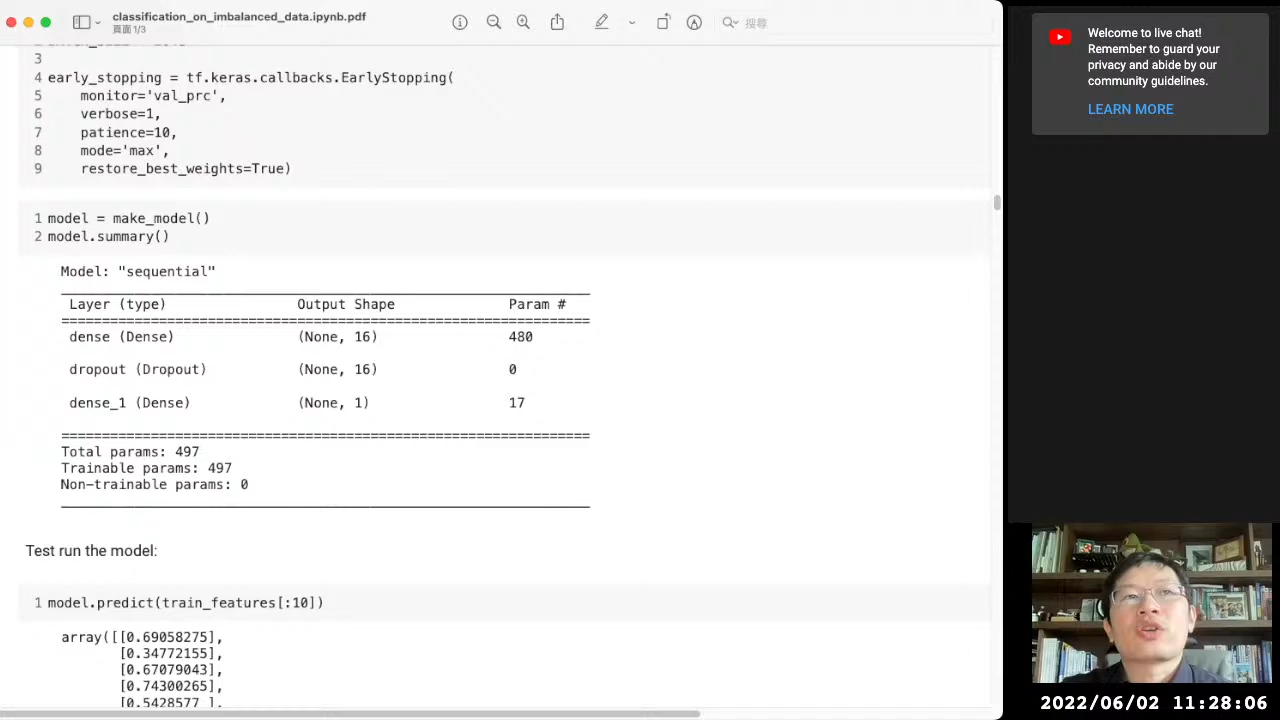 classification_on_imbalanced_data.ipynb.pdf
頁面 1/3
搜尋
3
4 early_stopping = tf.keras.callbacks.EarlyStopping(
5 monitor='val_prc',
6 verbose=1,
7 patience=10,
8 mode='max',
9 restore_best_weights=True)
1 model = make_model()
2 model.summary()
Model: "sequential"
Layer (type) Output Shape Param #
dense (Dense) (None, 16) 480
dropout (Dropout) (None, 16) 0
dense_1 (Dense) (None, 1) 17
Total params: 497
Trainable params: 497
Non-trainable params: 0
Test run the model:
1 model.predict(train_features[:10])
array([[0.69058275],
[0.34772155],
[0.67079043],
[0.74300265],
[0.5428577 ],
Welcome to live chat!
Remember to guard your
privacy and abide by our
community guidelines.
LEARN MORE
2022/06/02 11:28:06